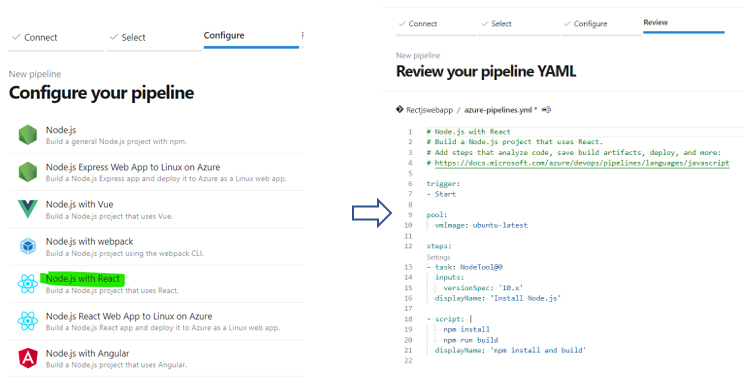 Connect
Select
Configure
New pipeline
Configure your pipeline
Node.js
Build a general Node.js project with npm.
Node.js Express Web App to Linux on Azure
Build a Node.js Express app and deploy it to Azure as a Linux web app.
Node.js with Vue
Build a Node.js project that uses Vue.
Node.js with webpack
Build a Node.js project using the webpack CLI.
Node.js with React
Build a Node.js project that uses React.
Node.js React Web App to Linux on Azure
Build a Node.js React app and deploy it to Azure as a Linux web app.
Node.js with Angular
Build a Node.js project that uses Angular.
Connect
Select
Configure
Review
New pipeline
Review your pipeline YAML
Rectjswebapp / azure-pipelines.yml *
1 # Node.js with React
2 # Build a Node.js project that uses React.
3 # Add steps that analyze code, save build artifacts, deploy, and more:
4 # https://docs.microsoft.com/azure/devops/pipelines/languages/javascript
5
6 trigger:
7 - Start
8
9 pool:
10 vmImage: ubuntu-latest
11
12 steps:
Settings
13 - task: NodeTool@0
14 inputs:
15 versionSpec: '10.x'
16 displayName: 'Install Node.js'
17
18 - script: |
19 npm install
20 npm run build
21 displayName: 'npm install and build'
22